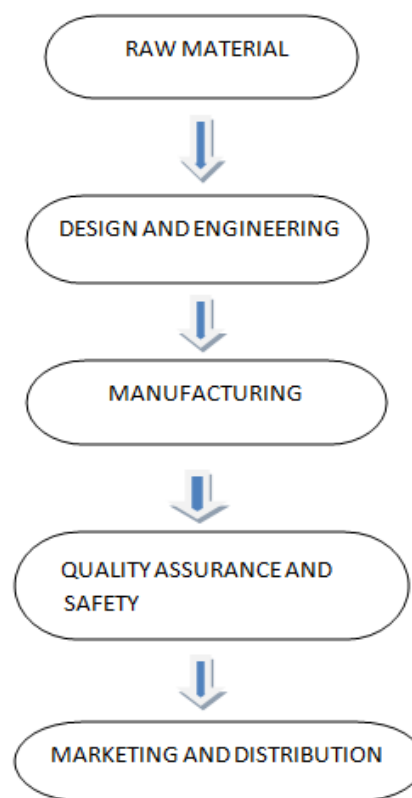 RAW MATERIAL
DESIGN AND ENGINEERING
MANUFACTURING
QUALITY ASSURANCE AND
SAFETY
MARKETING AND DISTRIBUTION